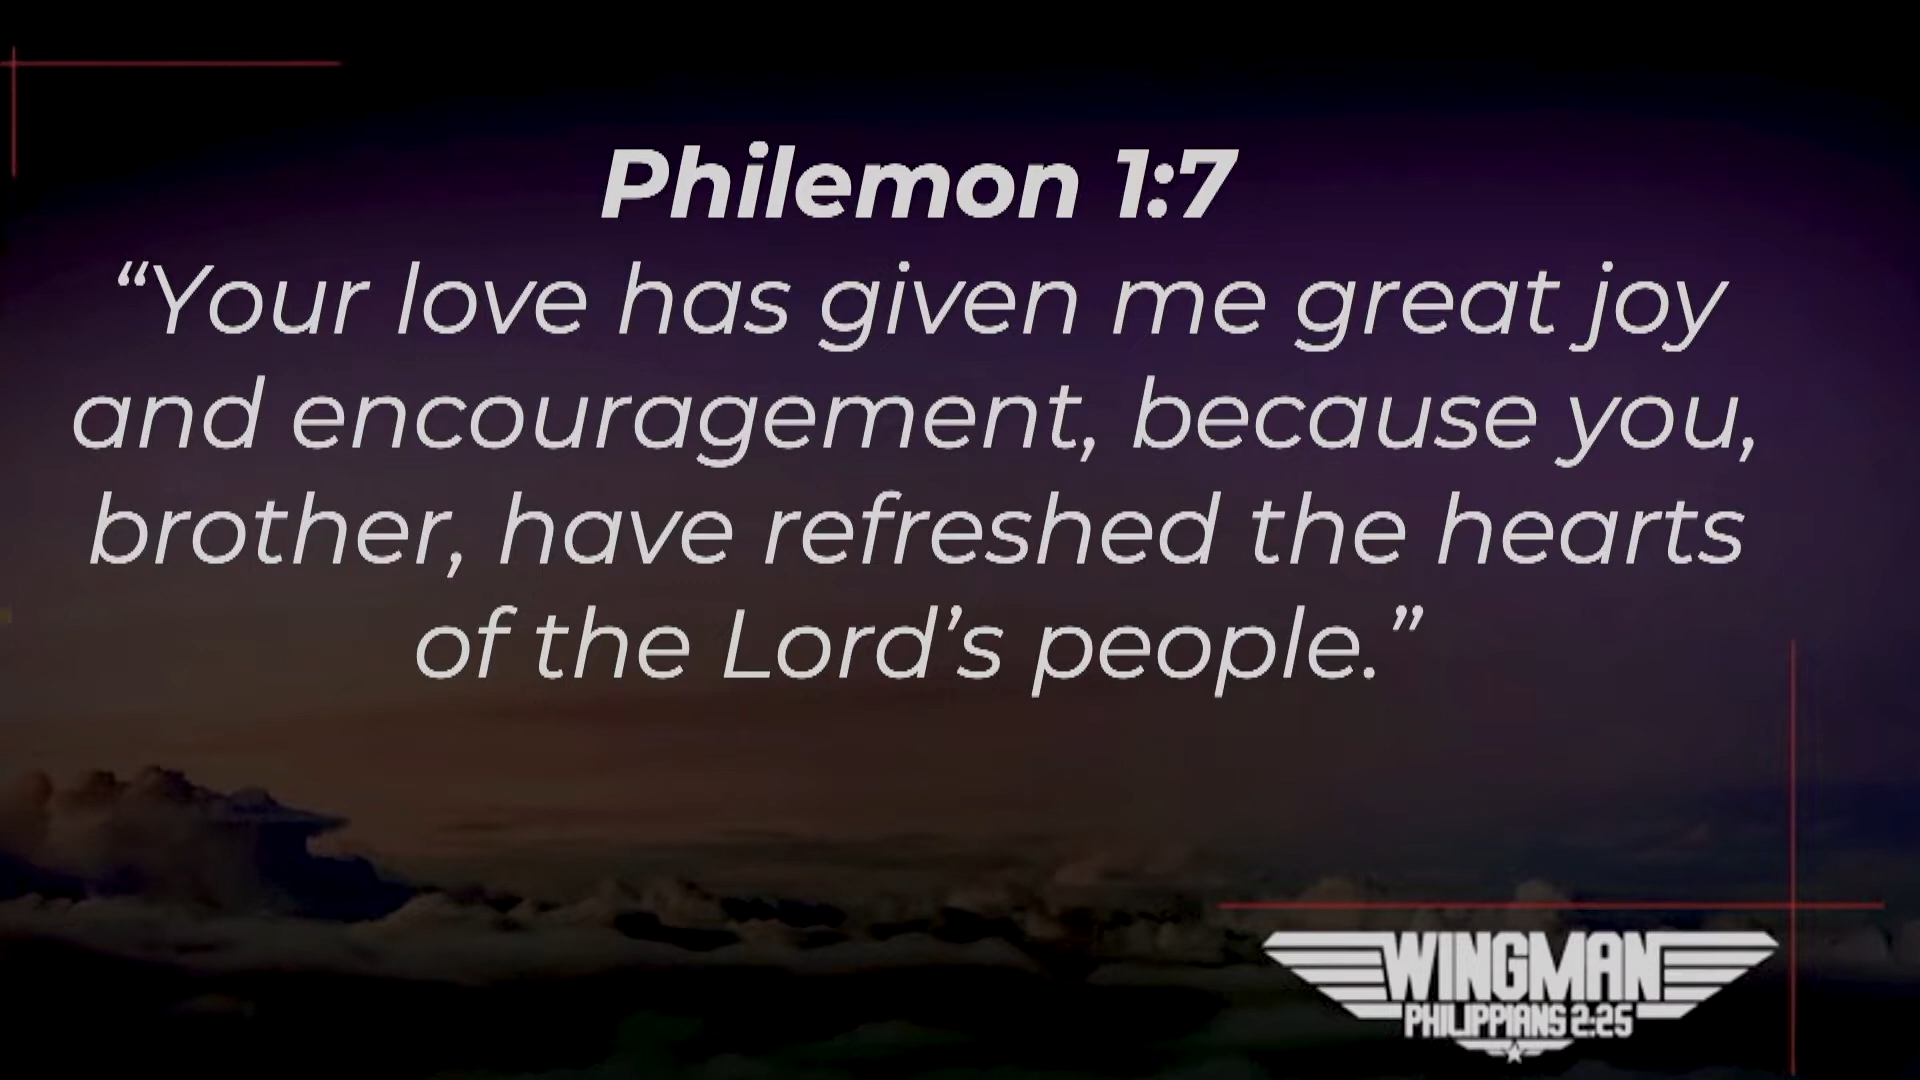 Philemon 1:7
“Your love has given me great joy
and encouragement, because you,
brother, have refreshed the hearts
of the Lord’s people.”
WINGMAN
PHILIPPIANS 2:25